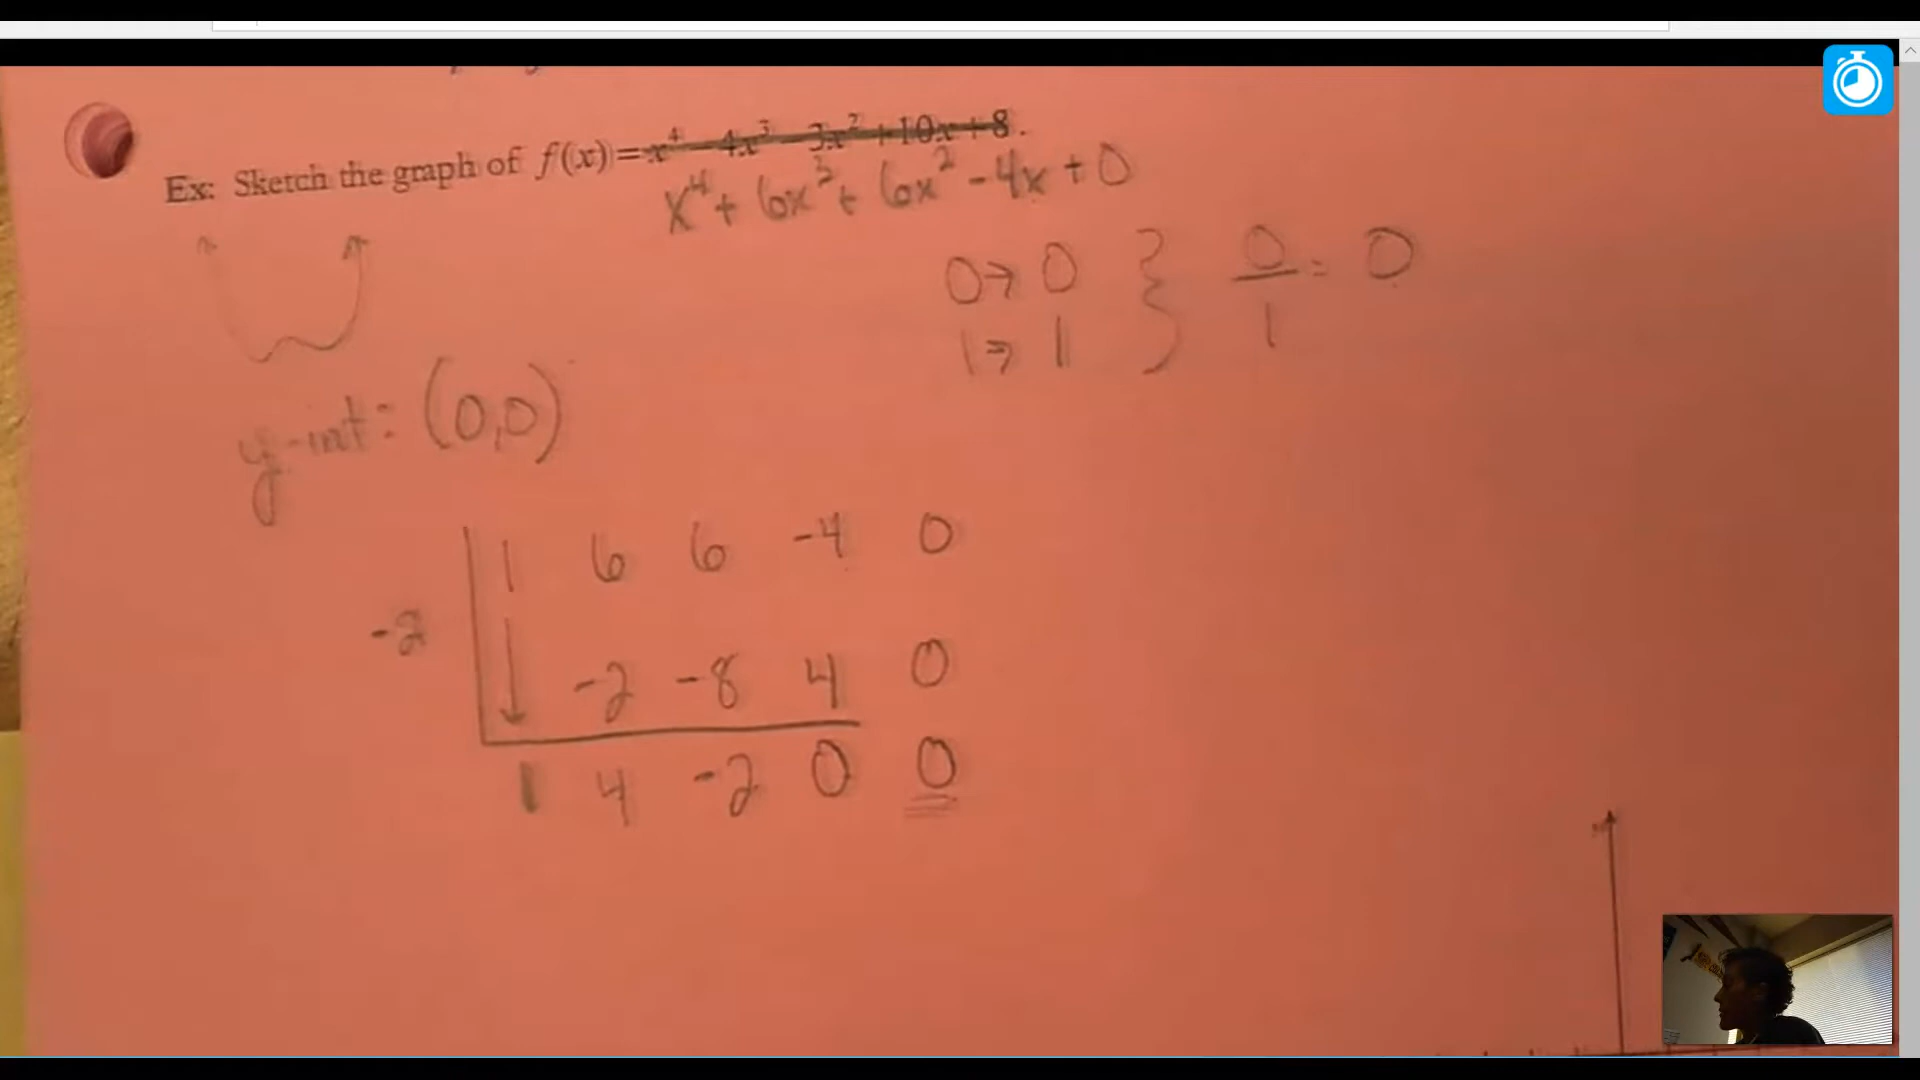 Ex: Sketch the graph of f(x)=x⁴-4x³-3x²+10x+8.
x⁴+6x³+6x²-4x+0
0→0 } 0/1 = 0
1→1
y-int: (0,0)
1 6 6 -4 0
-2
-2 -8 4 0
1 4 -2 0 0